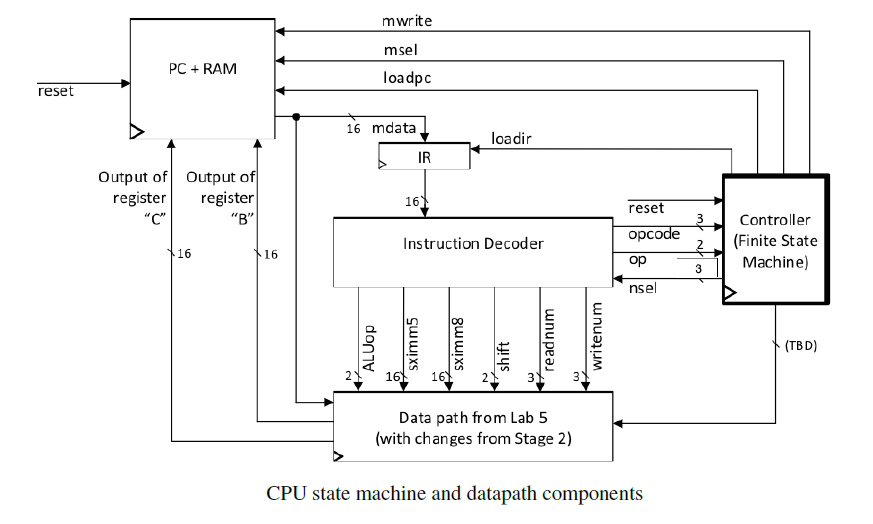 mwrite
msel
loadpc
PC + RAM
reset
16
mdata
loadir
IR
Output of
register
“C”
Output of
register
“B”
16
16
16
Instruction Decoder
reset
3
opcode
2
op
3
nsel
Controller
(Finite State
Machine)
(TBD)
ALUop
sximm5
sximm8
shift
readnum
writenum
2
16
16
2
3
3
Data path from Lab 5
(with changes from Stage 2)
CPU state machine and datapath components